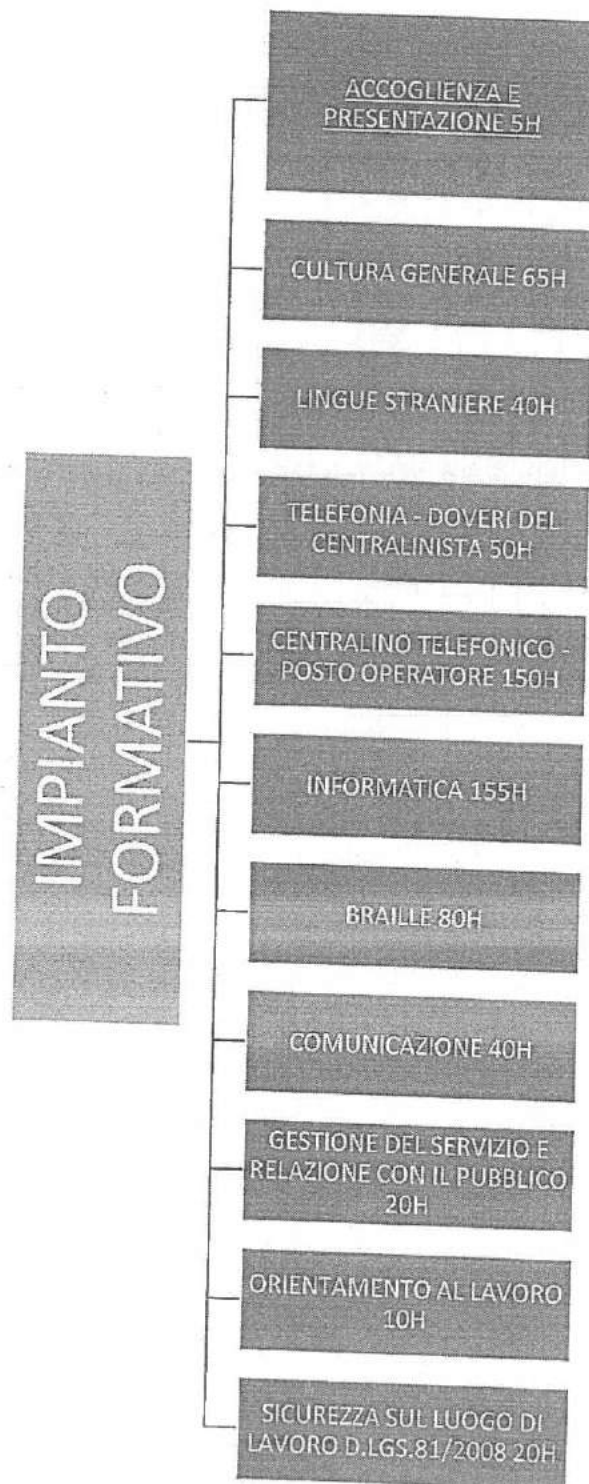 IMPIANTO
FORMATIVO
ACCOGLIENZA E
PRESENTAZIONE 5H
CULTURA GENERALE 65H
LINGUE STRANIERE 40H
TELEFONIA - DOVERI DEL
CENTRALINISTA 50H
CENTRALINO TELEFONICO -
POSTO OPERATORE 150H
INFORMATICA 155H
BRAILLE 80H
COMUNICAZIONE 40H
GESTIONE DEL SERVIZIO E
RELAZIONE CON IL PUBBLICO
20H
ORIENTAMENTO AL LAVORO
10H
SICUREZZA SUL LUOGO DI
LAVORO D.LGS.81/2008 20H